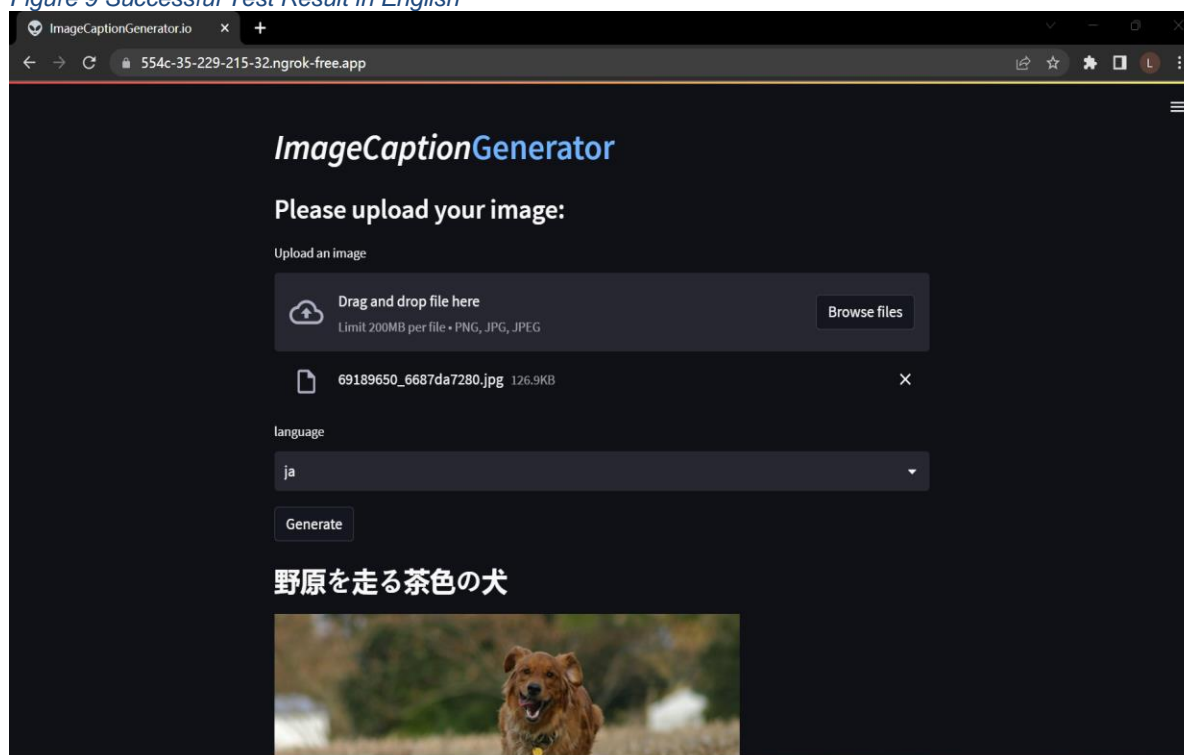 Figure 9 Successful Test Result in English
ImageCaptionGenerator.io
554c-35-229-215-32.ngrok-free.app
L
ImageCaptionGenerator
Please upload your image:
Upload an image
Drag and drop file here
Limit 200MB per file • PNG, JPG, JPEG
Browse files
69189650_6687da7280.jpg 126.9KB
language
ja
Generate
野原を走る茶色の犬